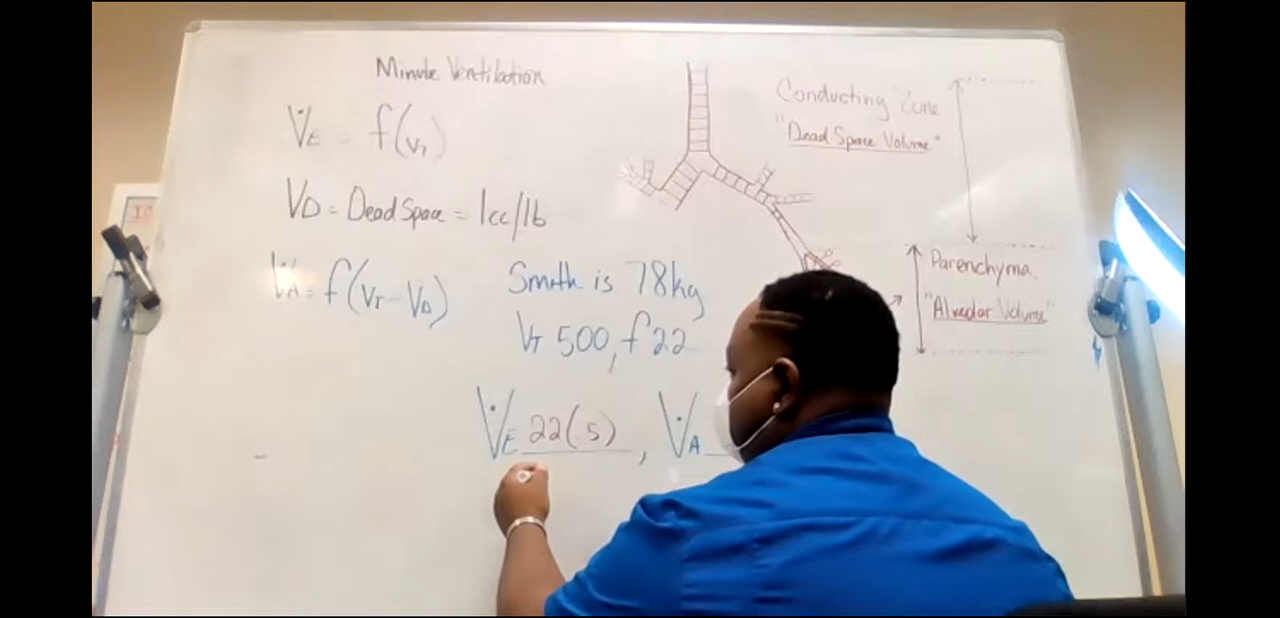 Minute Ventilation
V̇E = f(VT)
VD = Dead Space = 1cc/lb
V̇A = f(VT - VD)
Smith is 78kg
VT 500, f 22
V̇E 22(.5), V̇A
Conducting Zone
"Dead Space Volume"
Parenchyma
"Alveolar Volume"